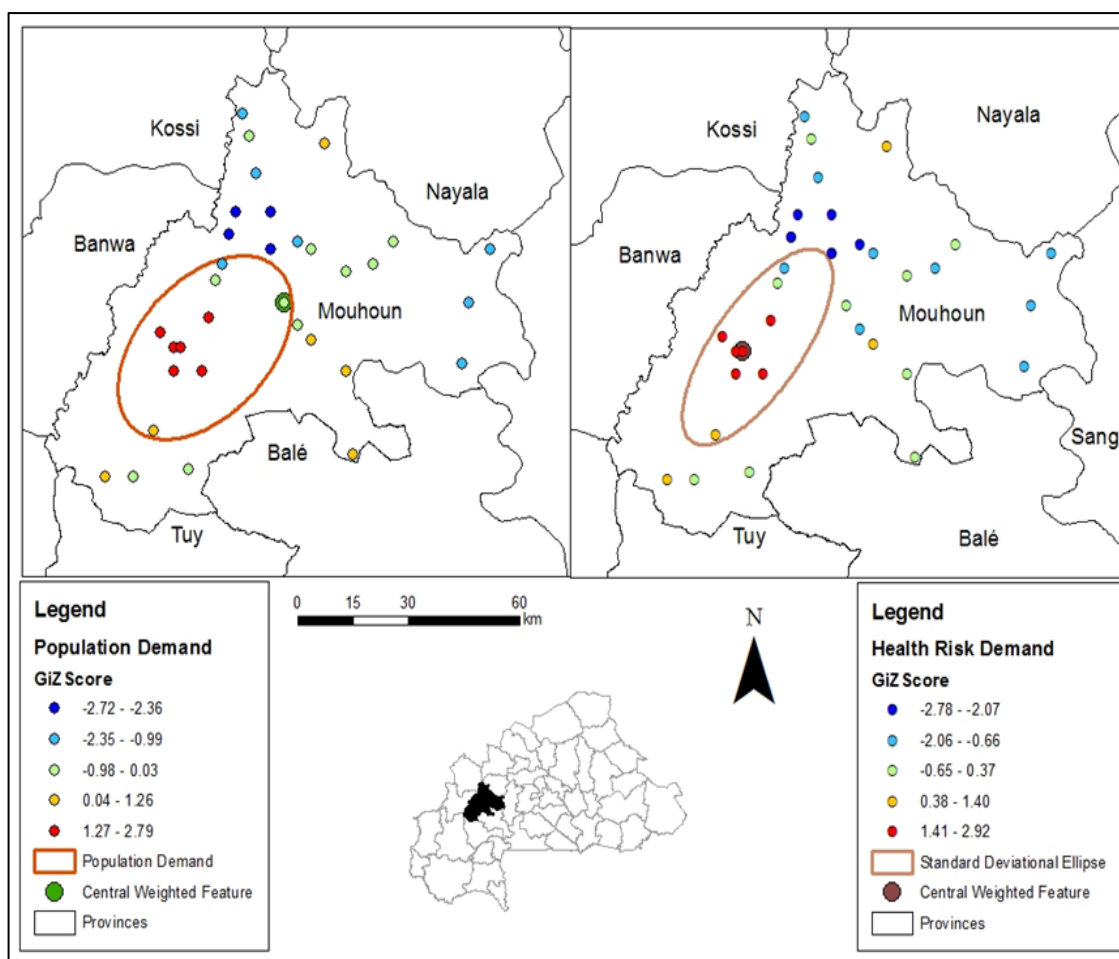 Kossi
Nayala
Banwa
Mouhoun
Balé
Tuy
Kossi
Nayala
Banwa
Mouhoun
Sang
Tuy
Balé
Legend
Population Demand
GiZ Score
-2.72 - -2.36
-2.35 - -0.99
-0.98 - 0.03
0.04 - 1.26
1.27 - 2.79
Population Demand
Central Weighted Feature
Provinces
0 15 30 60
km
N
Legend
Health Risk Demand
GiZ Score
-2.78 - -2.07
-2.06 - -0.66
-0.65 - 0.37
0.38 - 1.40
1.41 - 2.92
Standard Deviational Ellipse
Central Weighted Feature
Provinces